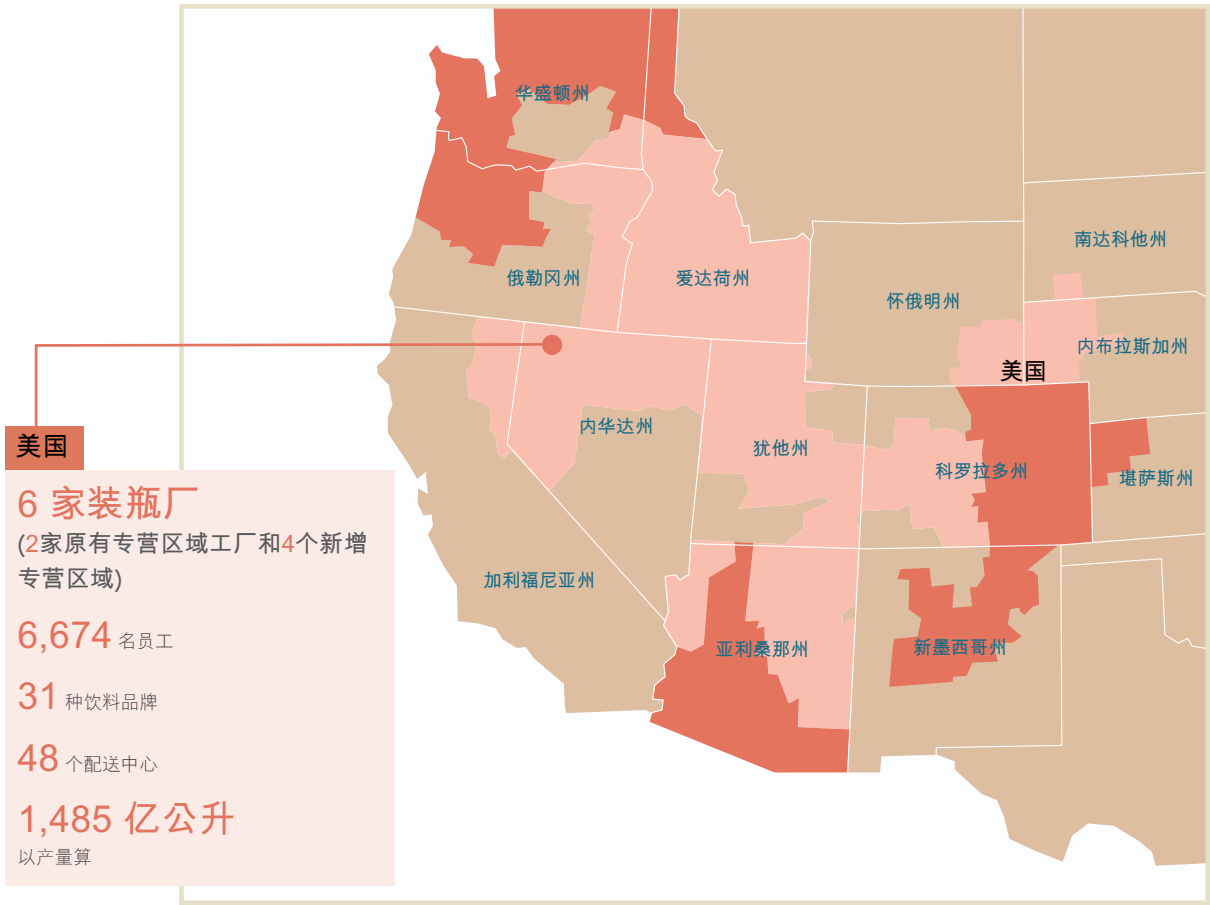 华盛顿州
南达科他州
俄勒冈州
爱达荷州
怀俄明州
内布拉斯加州
美国
内华达州
犹他州
科罗拉多州
堪萨斯州
加利福尼亚州
亚利桑那州
新墨西哥州
美国
6 家装瓶厂
(2家原有专营区域工厂和4个新增
专营区域)
6,674 名员工
31 种饮料品牌
48 个配送中心
1,485 亿公升
以产量算